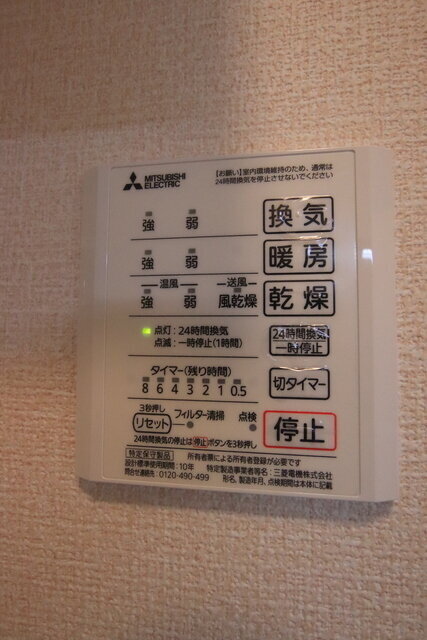 MITSUBISHI
ELECTRIC
【お願い】室内環境維持のため、通常は
24時間換気を停止させないでください
強 弱 換気
強 弱 暖房
温風 送風
強 弱 風乾燥 乾燥
点灯：24時間換気
点滅：一時停止(1時間)
24時間換気
一時停止
タイマー(残り時間)
8 6 4 3 2 1 0.5
切タイマー
3秒押し
リセット フィルター清掃 点検
停止
24時間換気の停止は停止ボタンを3秒押し
特定保守製品 所有者票による所有者登録が必要です
設計標準使用期間：10年 特定製造事業者等名：三菱電機株式会社
問合せ連絡先：0120-490-499 形名、製造年月、点検期間は本体に記載